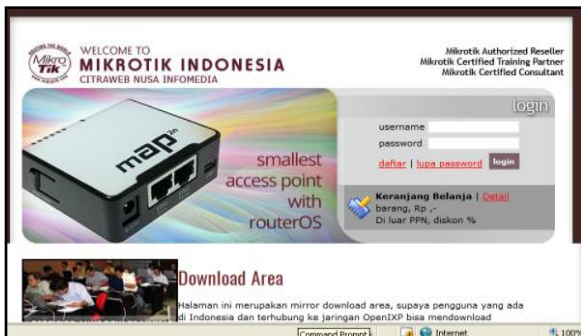 WELCOME TO
MIKROTIK INDONESIA
CITRAWEB NUSA INFOMEDIA
Mikrotik Authorized Reseller
Mikrotik Certified Training Partner
Mikrotik Certified Consultant
Mikro
Tik
map 2n
smallest
access point
with
routerOS
login
username
password
daftar | lupa password login
Keranjang Belanja | Detail
barang, Rp ,-
Di luar PPN, diskon %
Download Area
Halaman ini merupakan mirror download area, supaya pengguna yang ada
di Indonesia dan terhubung ke jaringan OpenIXP bisa mendownload
Command Prompt
Internet
100%